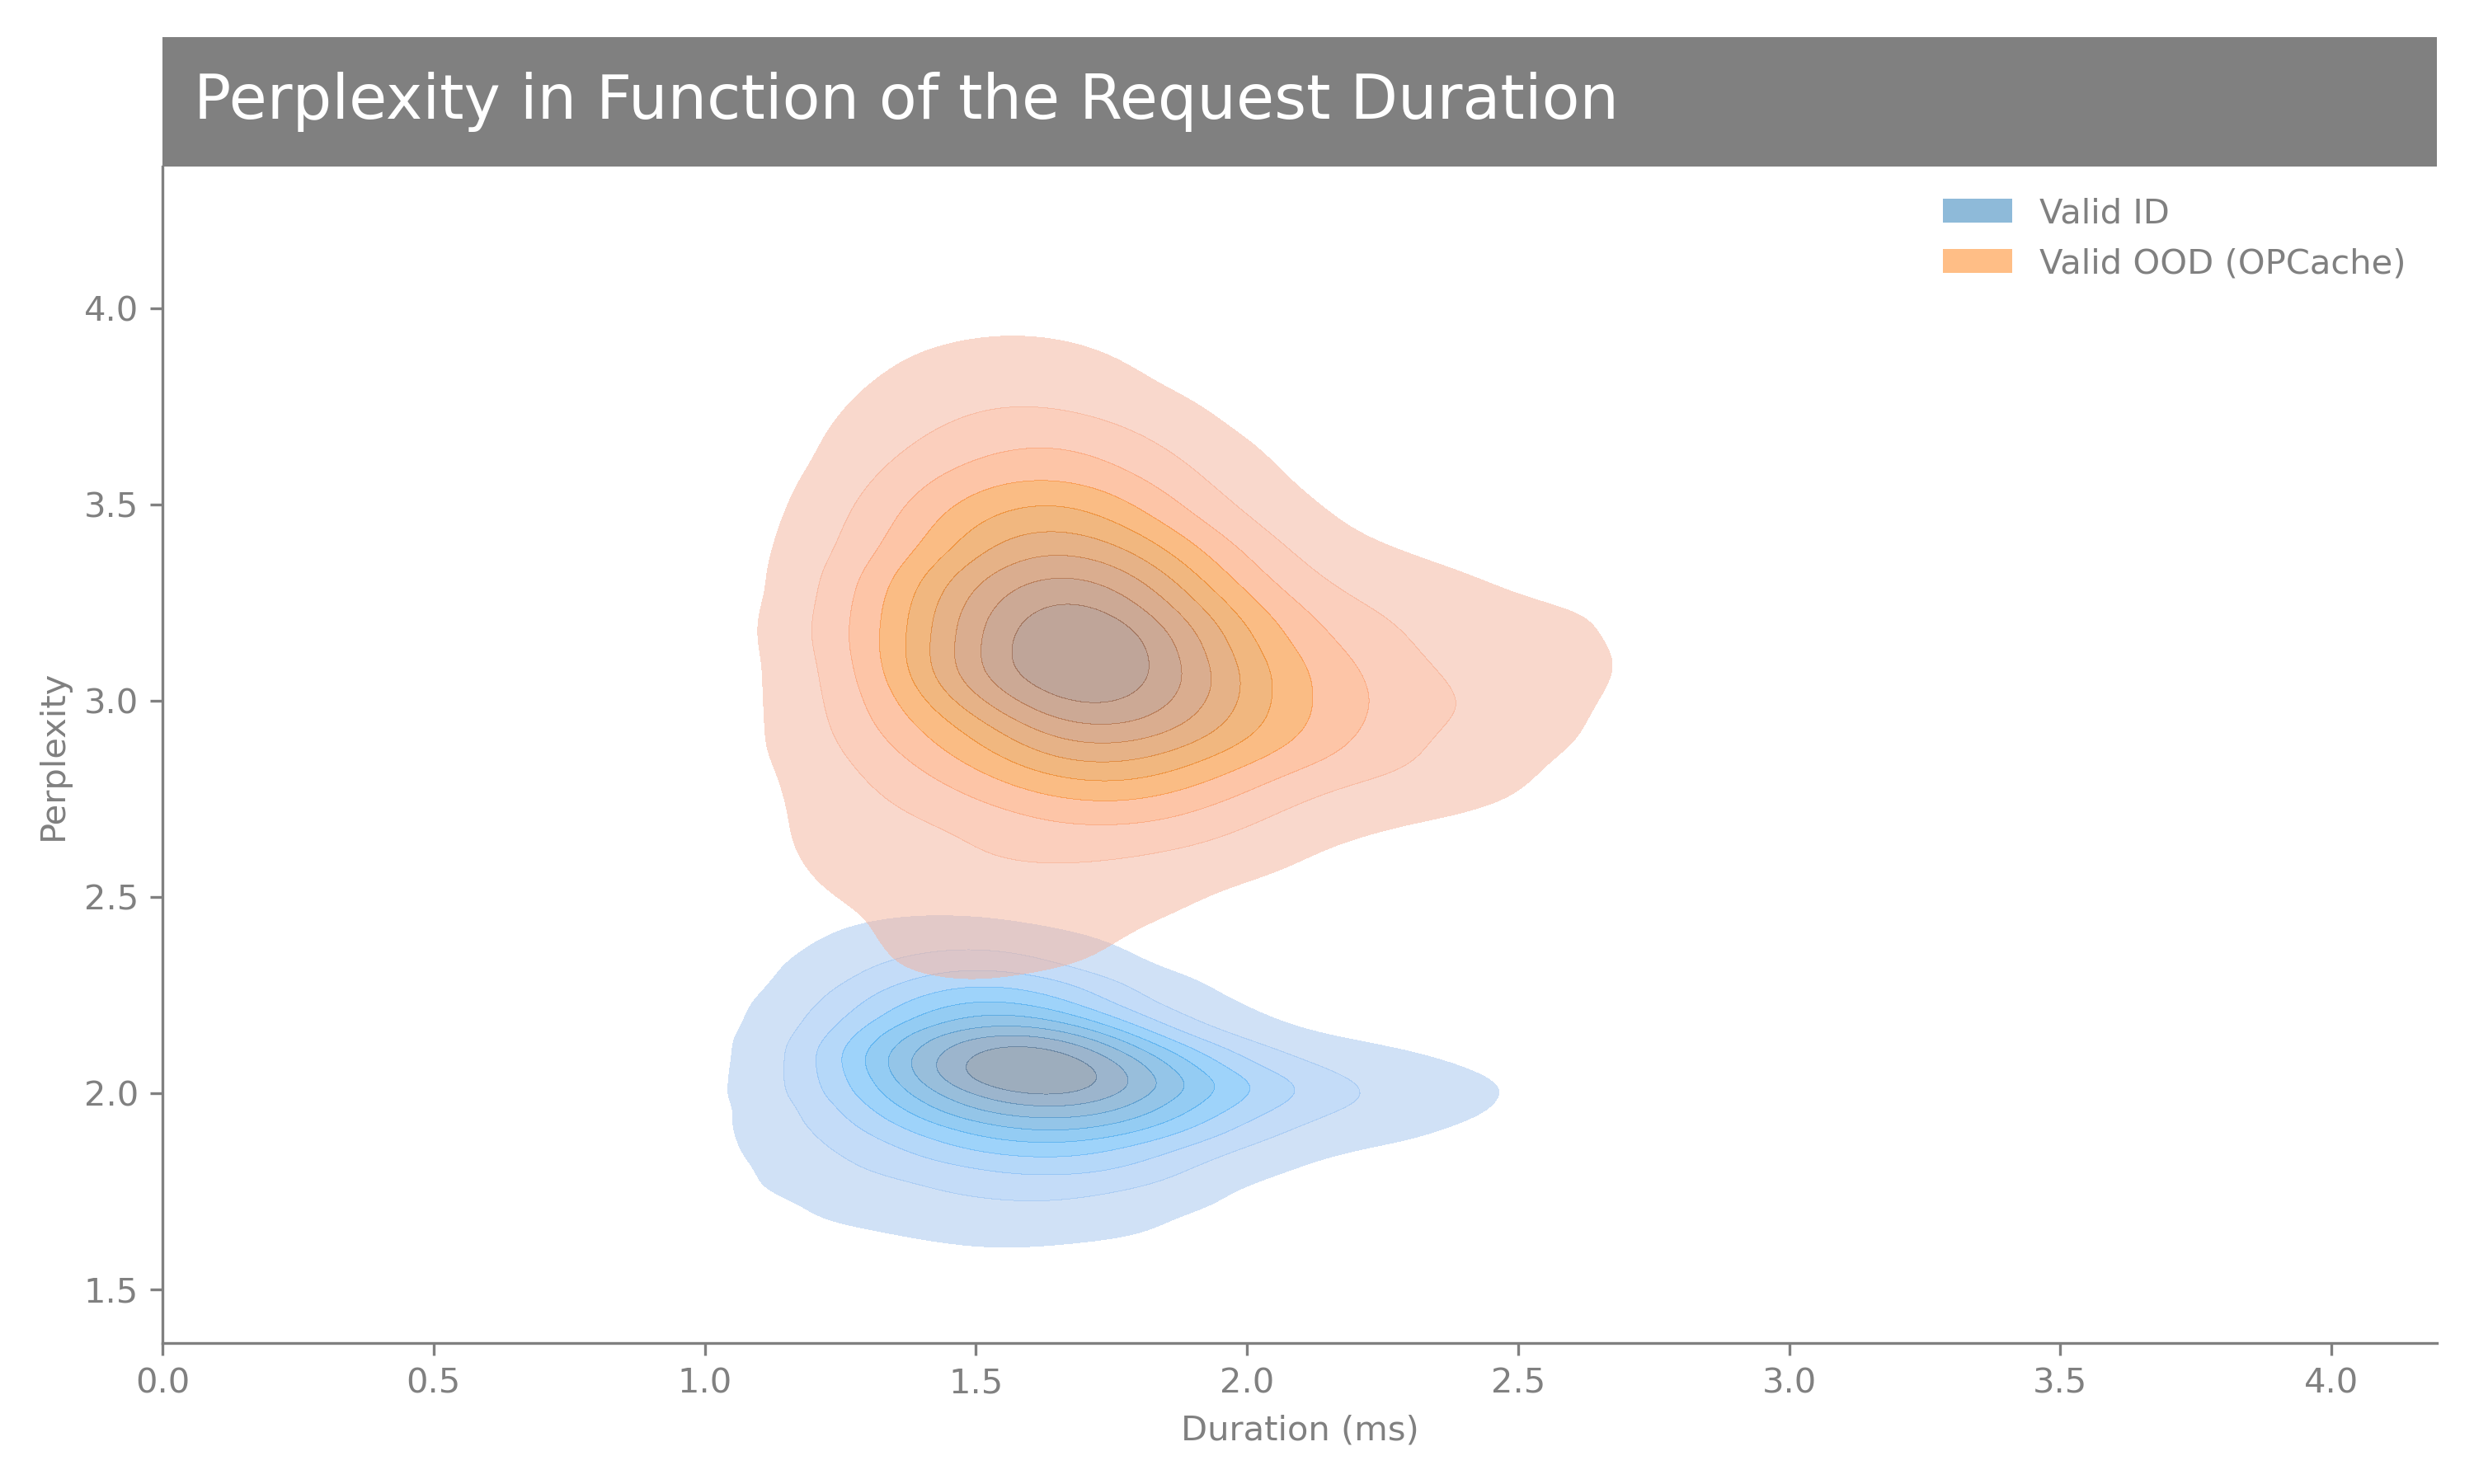 Perplexity in Function of the Request Duration
Valid ID
Valid OOD (OPCache)
4.0
3.5
3.0
2.5
2.0
1.5
Perplexity
0.0 0.5 1.0 1.5 2.0 2.5 3.0 3.5 4.0
Duration (ms)